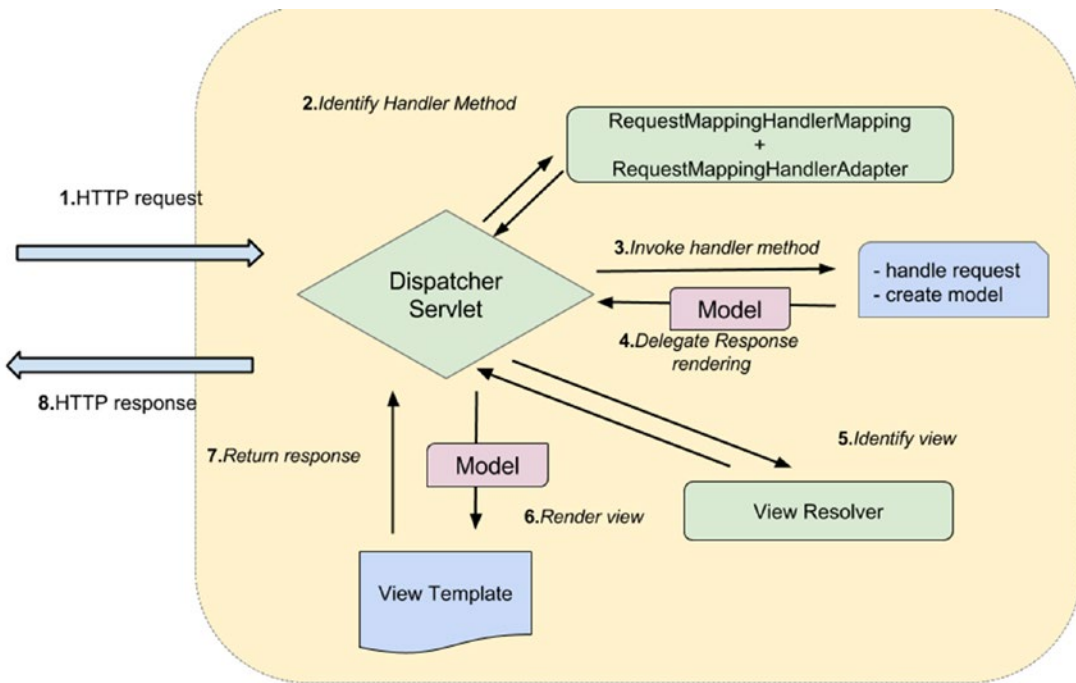 2.Identify Handler Method
RequestMappingHandlerMapping
+
RequestMappingHandlerAdapter
1.HTTP request
3.Invoke handler method
Dispatcher
Servlet
- handle request
- create model
Model
4.Delegate Response
rendering
8.HTTP response
7.Return response
Model
5.Identify view
6.Render view
View Resolver
View Template